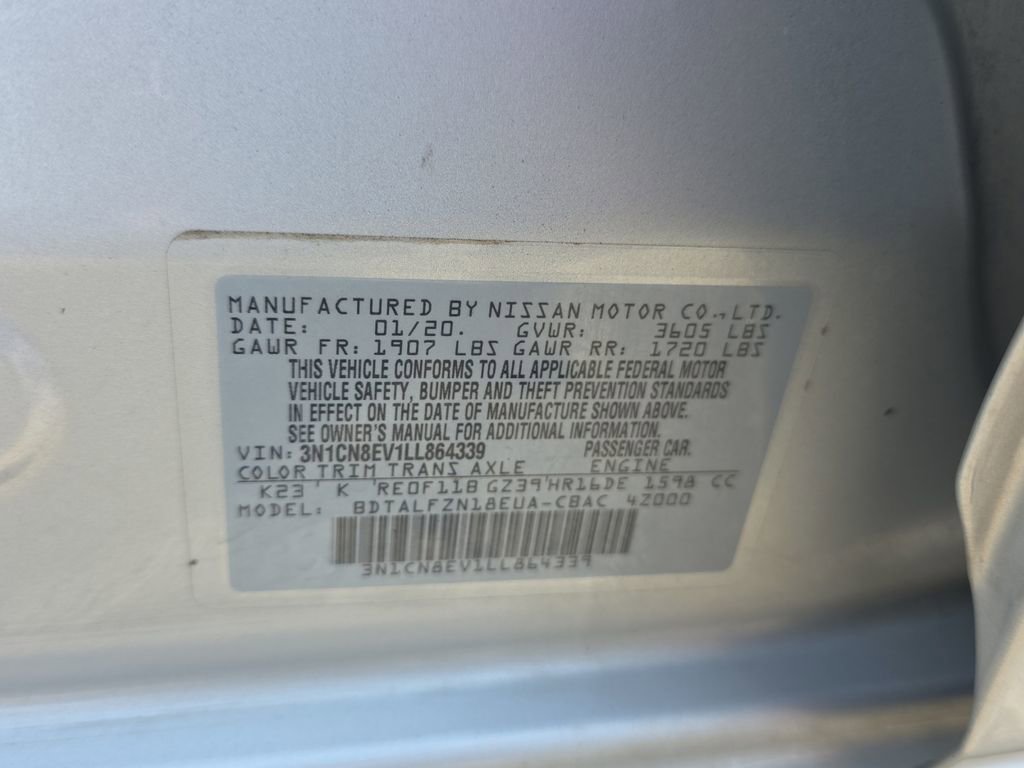 MANUFACTURED BY NISSAN MOTOR CO., LTD.
DATE: 01/20. GVWR: 3605 LBS
GAWR FR: 1907 LBS GAWR RR: 1720 LBS
THIS VEHICLE CONFORMS TO ALL APPLICABLE FEDERAL MOTOR
VEHICLE SAFETY, BUMPER AND THEFT PREVENTION STANDARDS
IN EFFECT ON THE DATE OF MANUFACTURE SHOWN ABOVE.
SEE OWNER'S MANUAL FOR ADDITIONAL INFORMATION.
VIN: 3N1CN8EV1LL864339 PASSENGER CAR.
COLOR TRIM TRANS AXLE ENGINE
K23 ' K 'RE0F11B GZ39'HR16DE 1598 CC
MODEL: BDTALFZN18EUA-CBAC 4Z000
3N1CN8EV1LL864339